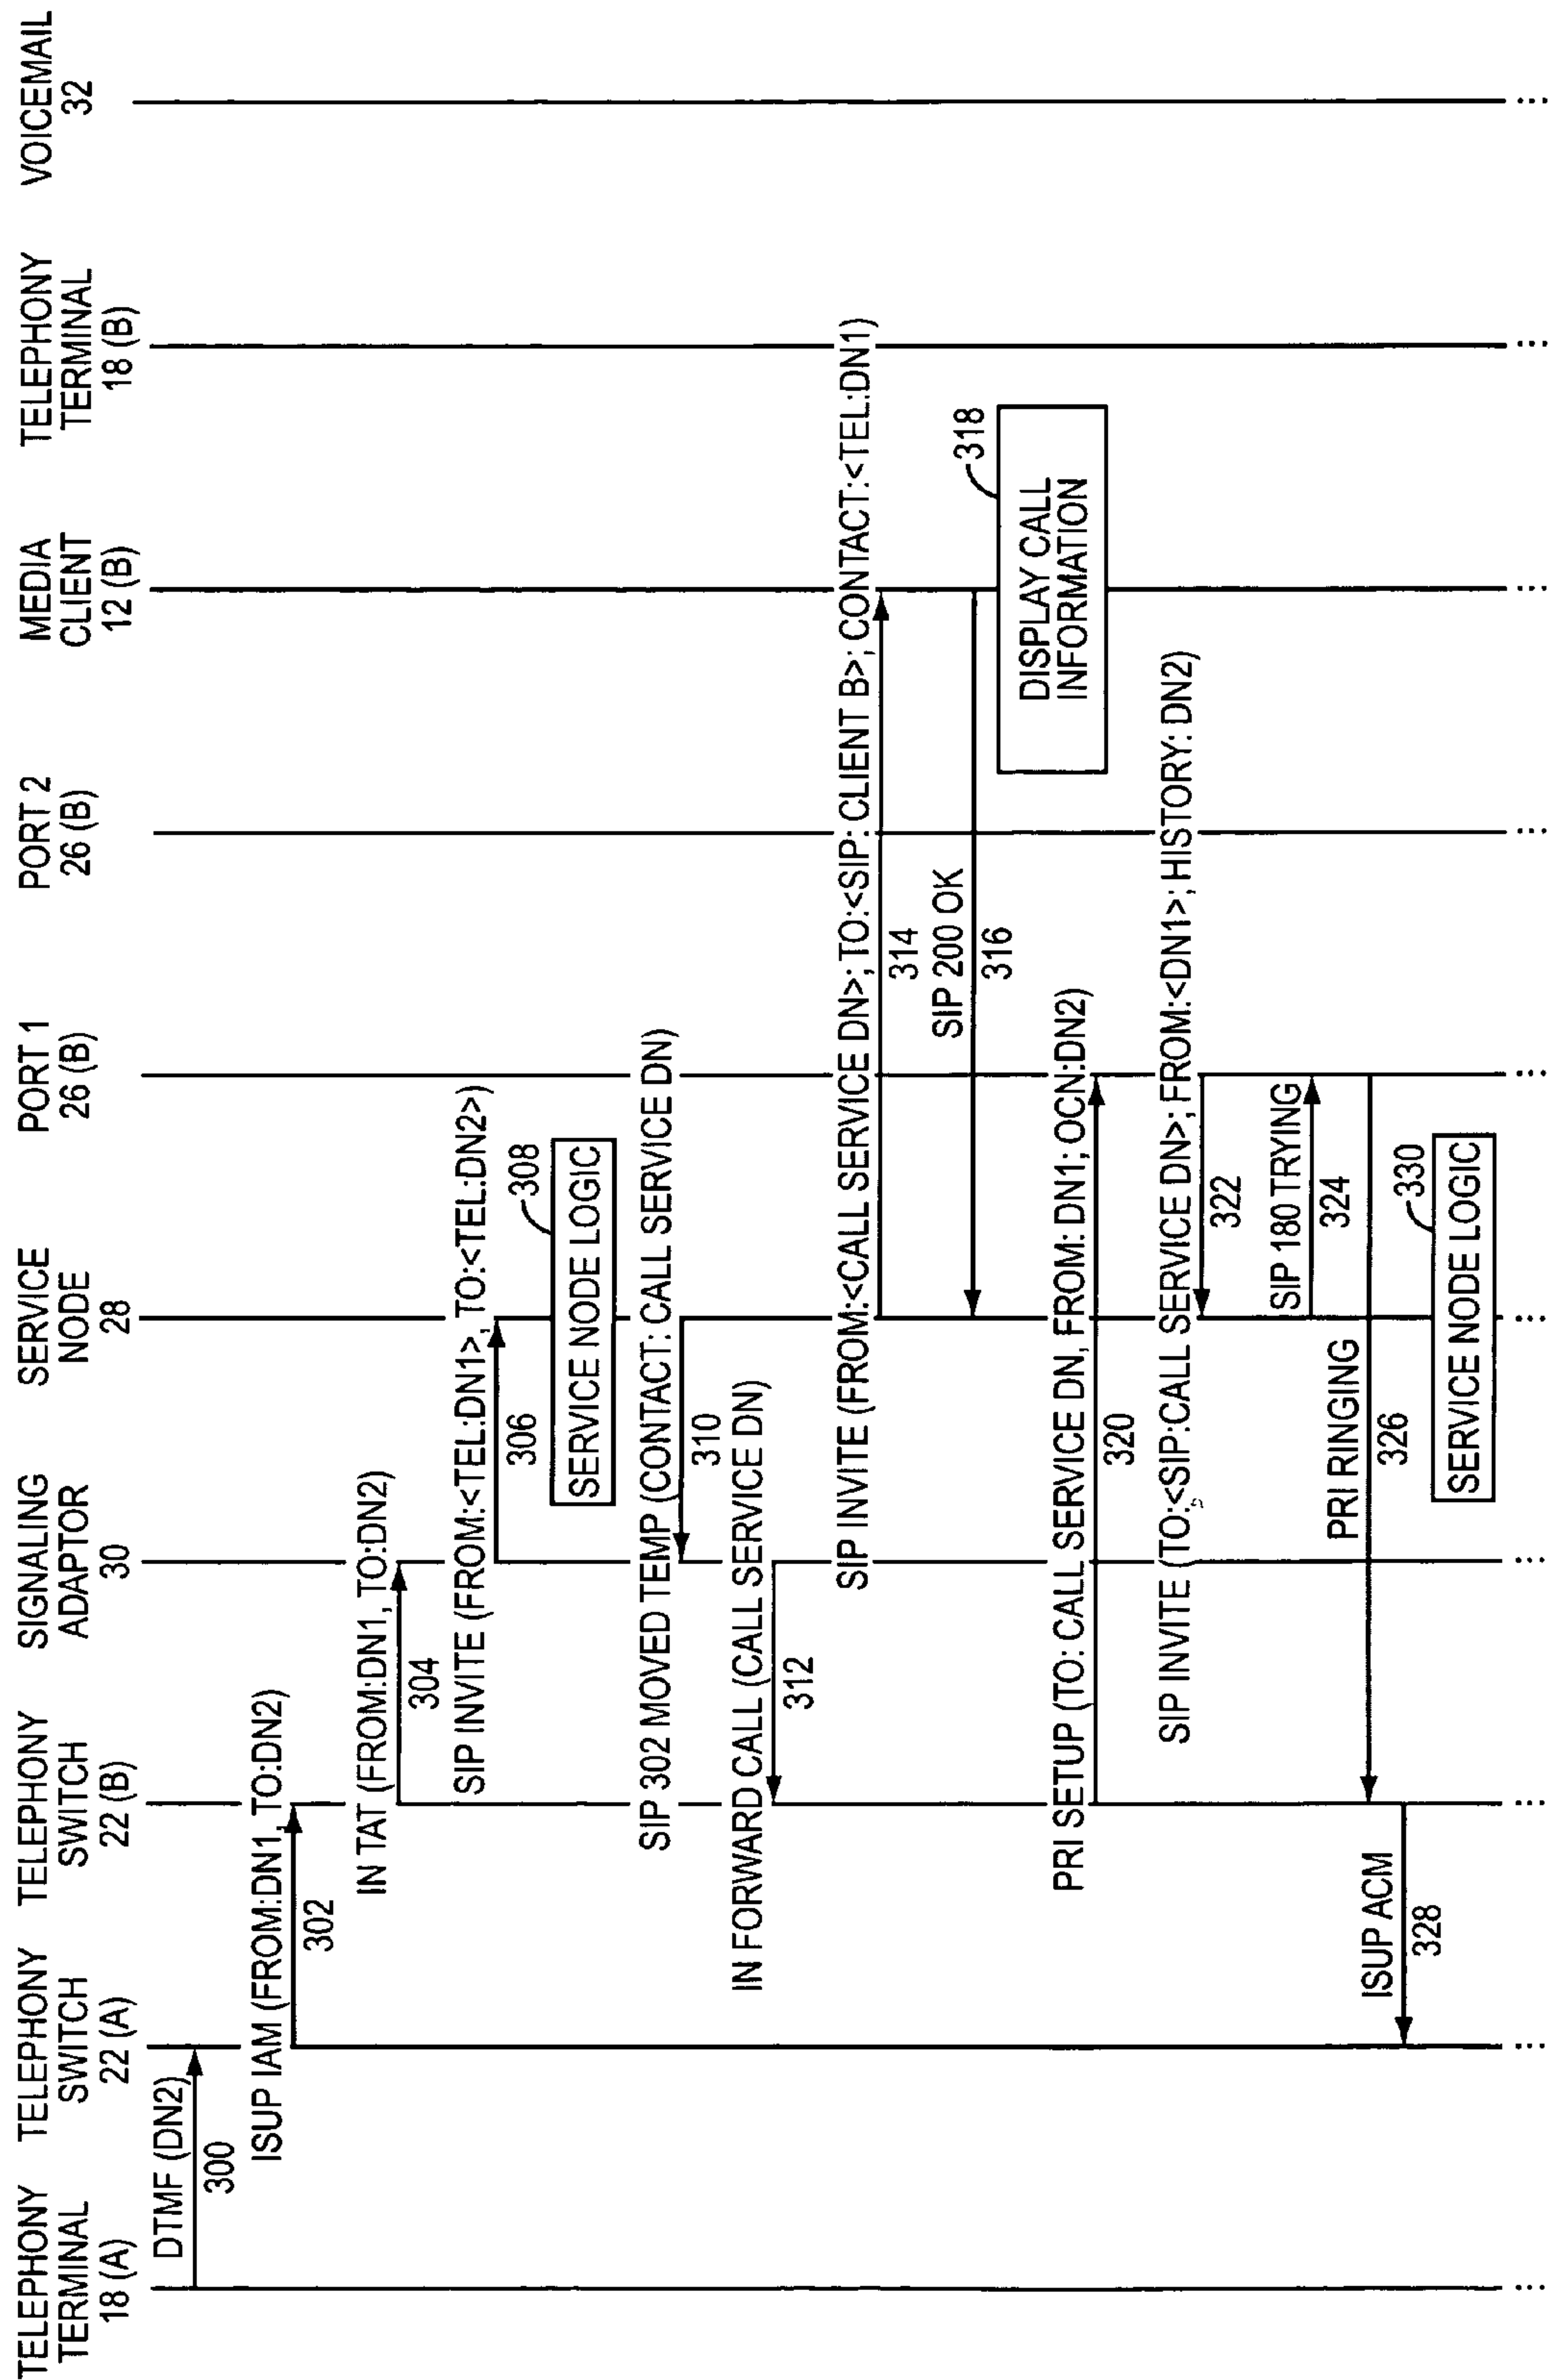 TELEPHONY
TERMINAL
18 (A)
TELEPHONY
SWITCH
22 (A)
TELEPHONY
SWITCH
22 (B)
SIGNALING
ADAPTOR
30
SERVICE
NODE
28
PORT 1
26 (B)
PORT 2
26 (B)
MEDIA
CLIENT
12 (B)
TELEPHONY
TERMINAL
18 (B)
VOICEMAIL
32
DTMF (DN2)
300
ISUP IAM (FROM:DN1, TO:DN2)
302
IN TAT (FROM:DN1, TO:DN2)
304
SIP INVITE (FROM:<TEL:DN1>, TO:<TEL:DN2>)
306
308
SERVICE NODE LOGIC
SIP 302 MOVED TEMP (CONTACT: CALL SERVICE DN)
310
IN FORWARD CALL (CALL SERVICE DN)
312
SIP INVITE (FROM:<CALL SERVICE DN>; TO:<SIP: CLIENT B>; CONTACT:<TEL:DN1)
314
SIP 200 OK
316
318
DISPLAY CALL
INFORMATION
PRI SETUP (TO: CALL SERVICE DN, FROM: DN1; OCN:DN2)
320
SIP INVITE (TO:<SIP:CALL SERVICE DN>; FROM:<DN1>; HISTORY: DN2)
322
SIP 180 TRYING
324
PRI RINGING
326
ISUP ACM
328
330
SERVICE NODE LOGIC